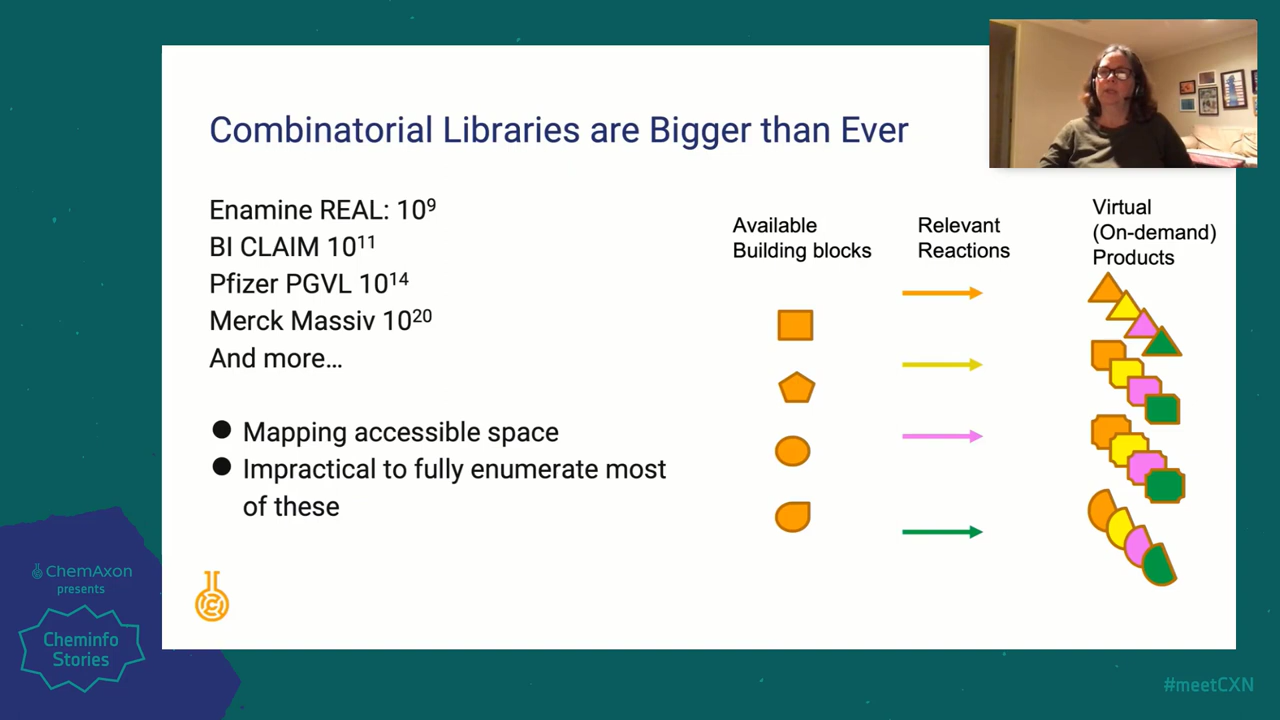 Combinatorial Libraries are Bigger than Ever
Enamine REAL: 10⁹
BI CLAIM 10¹¹
Pfizer PGVL 10¹⁴
Merck Massiv 10²⁰
And more…
● Mapping accessible space
● Impractical to fully enumerate most
of these
Available
Building blocks
Relevant
Reactions
Virtual
(On-demand)
Products
ChemAxon
presents
Cheminfo
Stories
#meetCXN